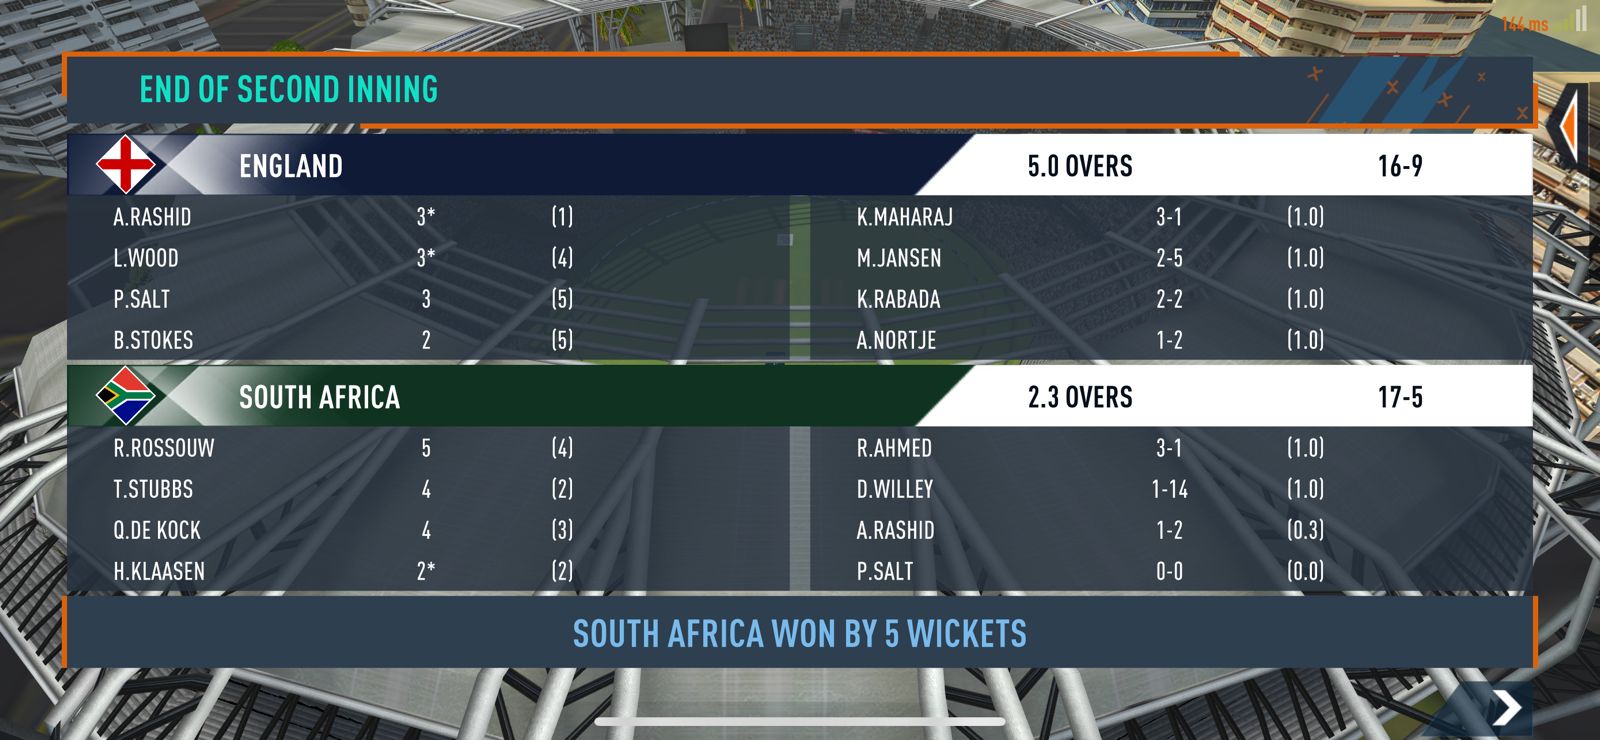 144 ms
END OF SECOND INNING
ENGLAND 5.0 OVERS 16-9
A.RASHID 3* (1) K.MAHARAJ 3-1 (1.0)
L.WOOD 3* (4) M.JANSEN 2-5 (1.0)
P.SALT 3 (5) K.RABADA 2-2 (1.0)
B.STOKES 2 (5) A.NORTJE 1-2 (1.0)
SOUTH AFRICA 2.3 OVERS 17-5
R.ROSSOUW 5 (4) R.AHMED 3-1 (1.0)
T.STUBBS 4 (2) D.WILLEY 1-14 (1.0)
Q.DE KOCK 4 (3) A.RASHID 1-2 (0.3)
H.KLAASEN 2* (2) P.SALT 0-0 (0.0)
SOUTH AFRICA WON BY 5 WICKETS